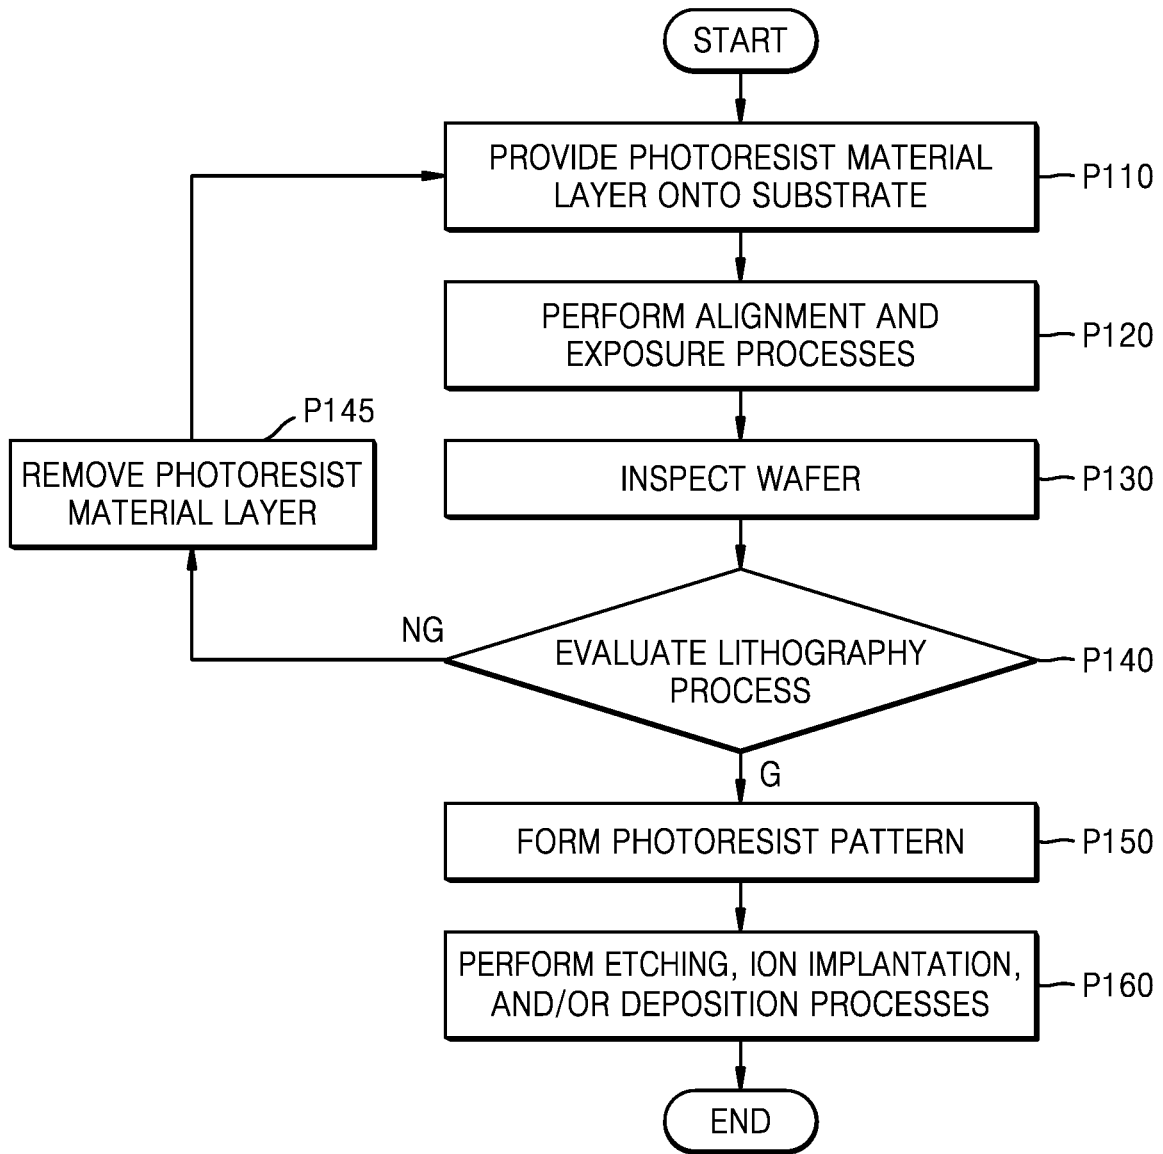 START
PROVIDE PHOTORESIST MATERIAL
LAYER ONTO SUBSTRATE
P110
PERFORM ALIGNMENT AND
EXPOSURE PROCESSES
P120
P145
REMOVE PHOTORESIST
MATERIAL LAYER
INSPECT WAFER
P130
NG
EVALUATE LITHOGRAPHY
PROCESS
P140
G
FORM PHOTORESIST PATTERN
P150
PERFORM ETCHING, ION IMPLANTATION,
AND/OR DEPOSITION PROCESSES
P160
END